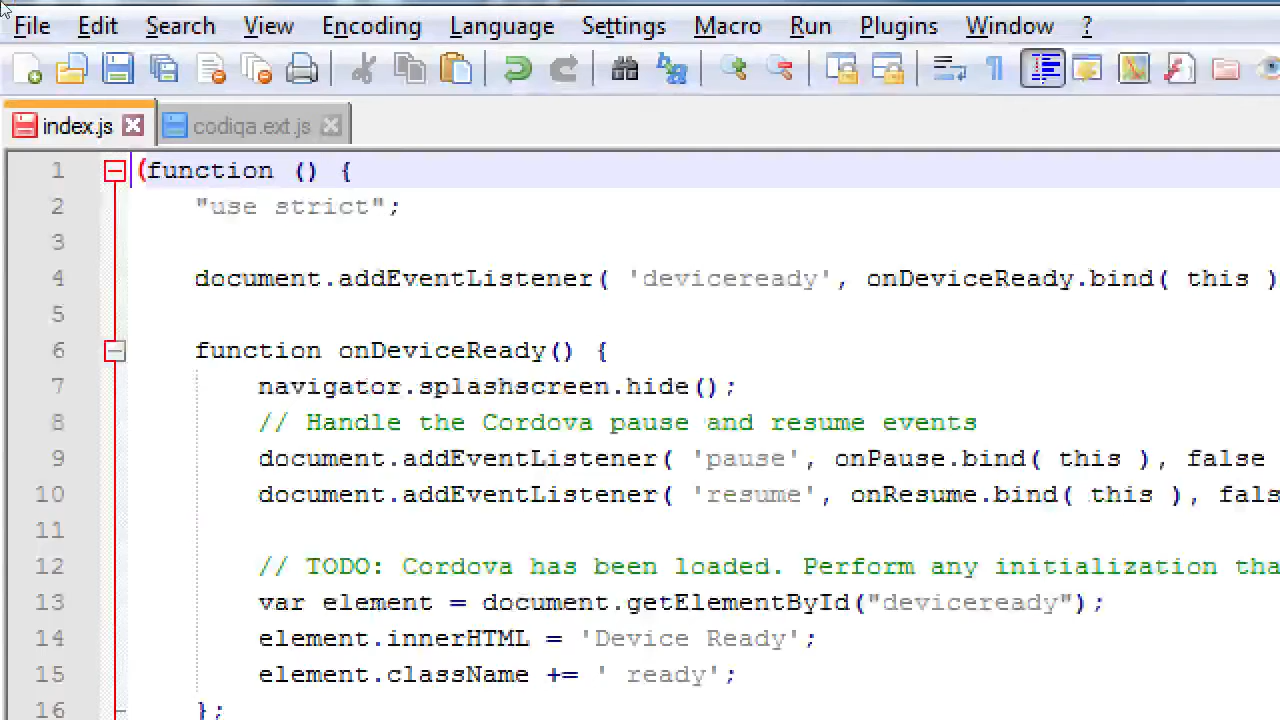 File Edit Search View Encoding Language Settings Macro Run Plugins Window ?
index.js codiqa.ext.js
1 (function () {
2 "use strict";
3
4 document.addEventListener( 'deviceready', onDeviceReady.bind( this )
5
6 function onDeviceReady() {
7 navigator.splashscreen.hide();
8 // Handle the Cordova pause and resume events
9 document.addEventListener( 'pause', onPause.bind( this ), false
10 document.addEventListener( 'resume', onResume.bind( this ), fals
11
12 // TODO: Cordova has been loaded. Perform any initialization tha
13 var element = document.getElementById("deviceready");
14 element.innerHTML = 'Device Ready';
15 element.className += ' ready';
16 };